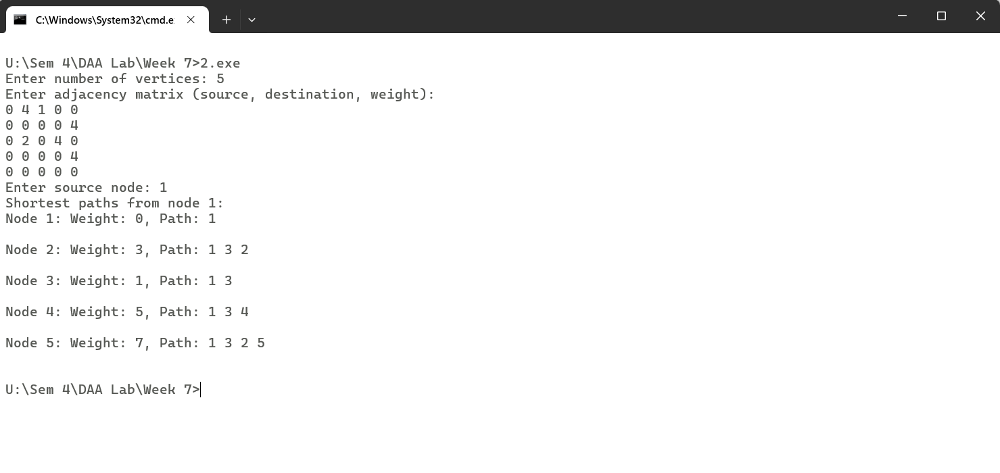 C:\Windows\System32\cmd.e
U:\Sem 4\DAA Lab\Week 7>2.exe
Enter number of vertices: 5
Enter adjacency matrix (source, destination, weight):
0 4 1 0 0
0 0 0 0 4
0 2 0 4 0
0 0 0 0 4
0 0 0 0 0
Enter source node: 1
Shortest paths from node 1:
Node 1: Weight: 0, Path: 1
Node 2: Weight: 3, Path: 1 3 2
Node 3: Weight: 1, Path: 1 3
Node 4: Weight: 5, Path: 1 3 4
Node 5: Weight: 7, Path: 1 3 2 5
U:\Sem 4\DAA Lab\Week 7>